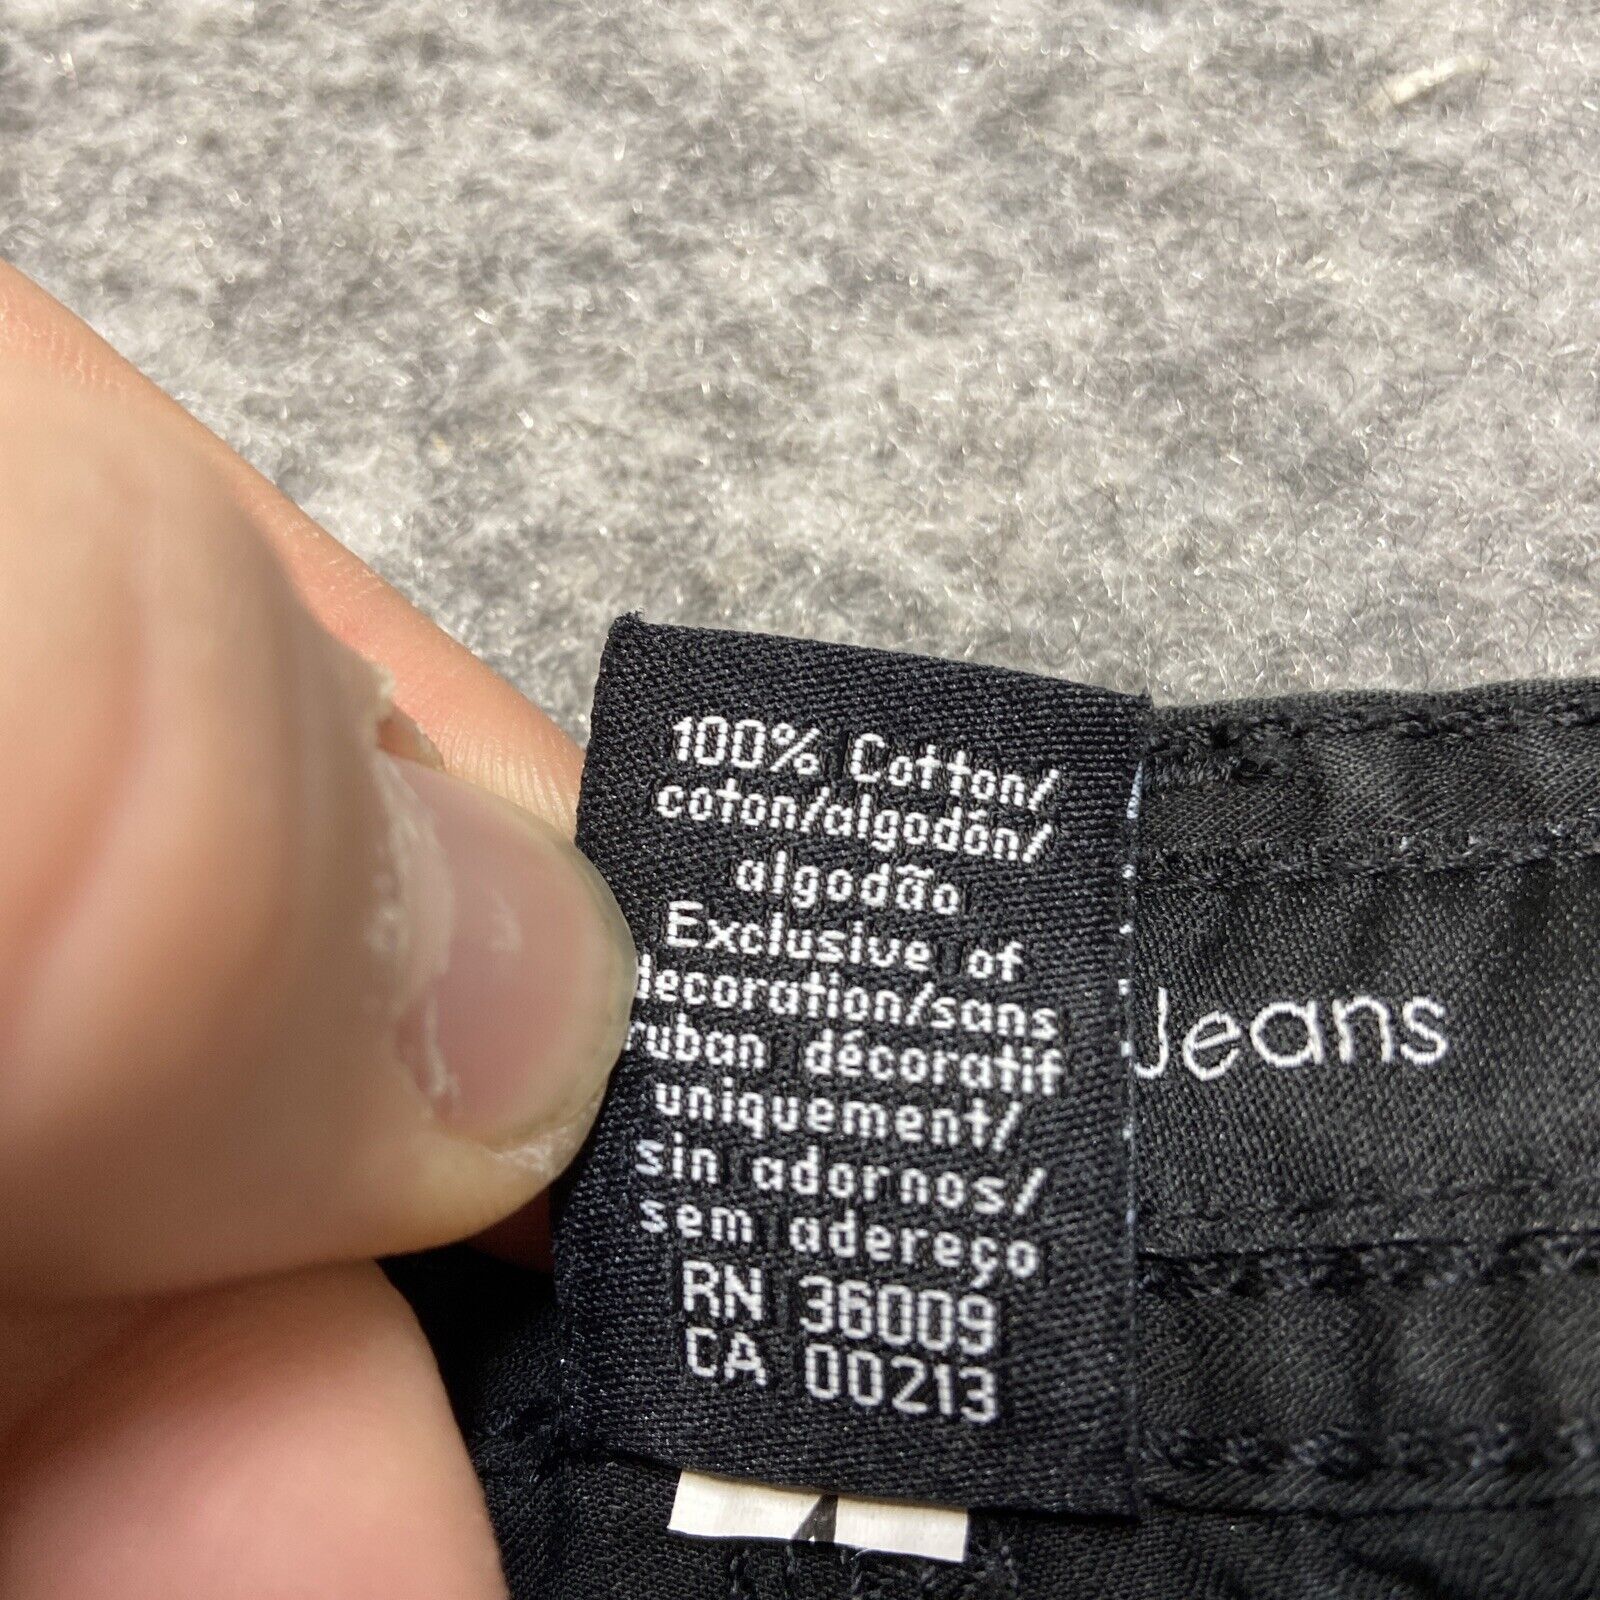 100% Cotton/
coton/algodón/
algodão
Exclusive of
decoration/sans
ruban décoratif
uniquement/
sin adornos/
sem adereço
RN 36009
CA 00213
Jeans